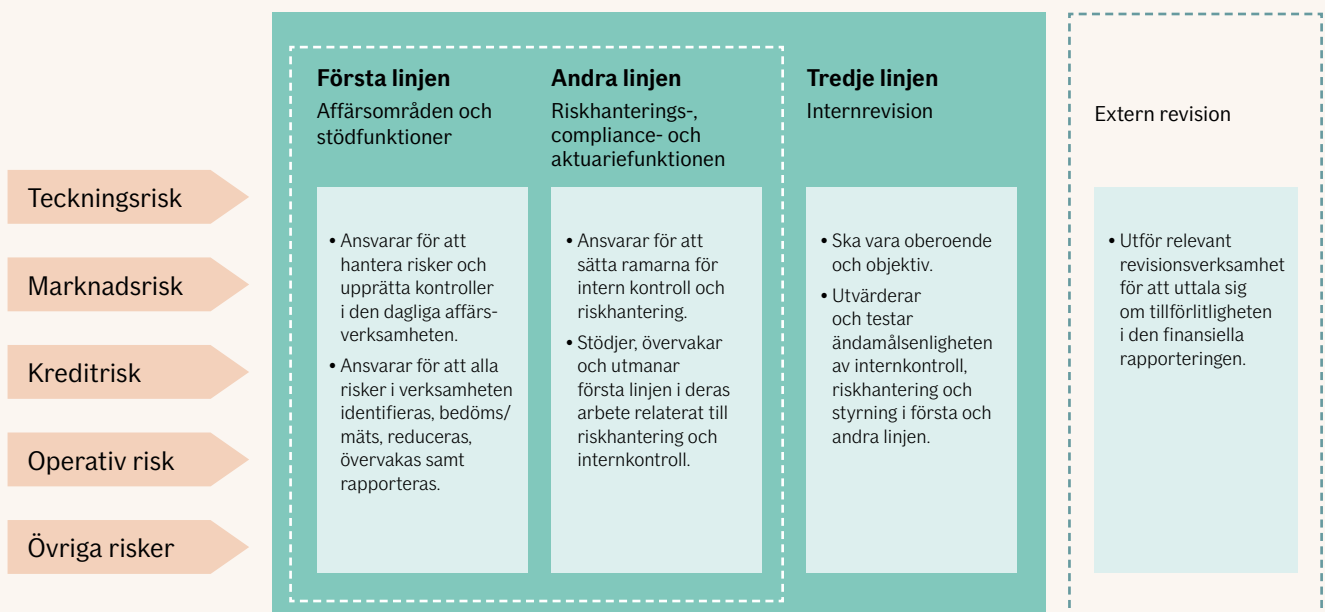 Teckningsrisk
Marknadsrisk
Kreditrisk
Operativ risk
Övriga risker
Första linjen
Affärsområden och
stödfunktioner
• Ansvarar för att
hantera risker och
upprätta kontroller
i den dagliga affärs-
verksamheten.
• Ansvarar för att alla
risker i verksamheten
identifieras, bedöms/
mäts, reduceras,
övervakas samt
rapporteras.
Andra linjen
Riskhanterings-,
compliance- och
aktuariefunktionen
• Ansvarar för att
sätta ramarna för
intern kontroll och
riskhantering.
• Stödjer, övervakar
och utmanar
första linjen i deras
arbete relaterat till
riskhantering och
internkontroll.
Tredje linjen
Internrevision
• Ska vara oberoende
och objektiv.
• Utvärderar
och testar
ändamålsenligheten
av internkontroll,
riskhantering och
styrning i första och
andra linjen.
Extern revision
• Utför relevant
revisionsverksamhet
för att uttala sig
om tillförlitligheten
i den finansiella
rapporteringen.